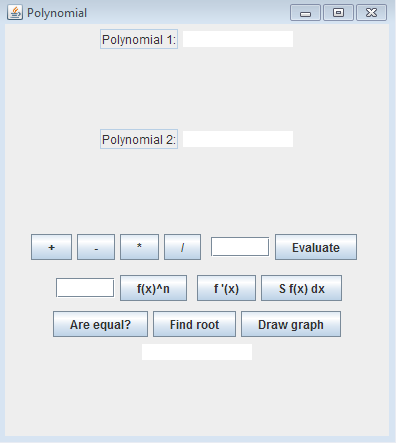 Polynomial
Polynomial 1:
Polynomial 2:
+ - * / Evaluate
f(x)^n f '(x) S f(x) dx
Are equal? Find root Draw graph